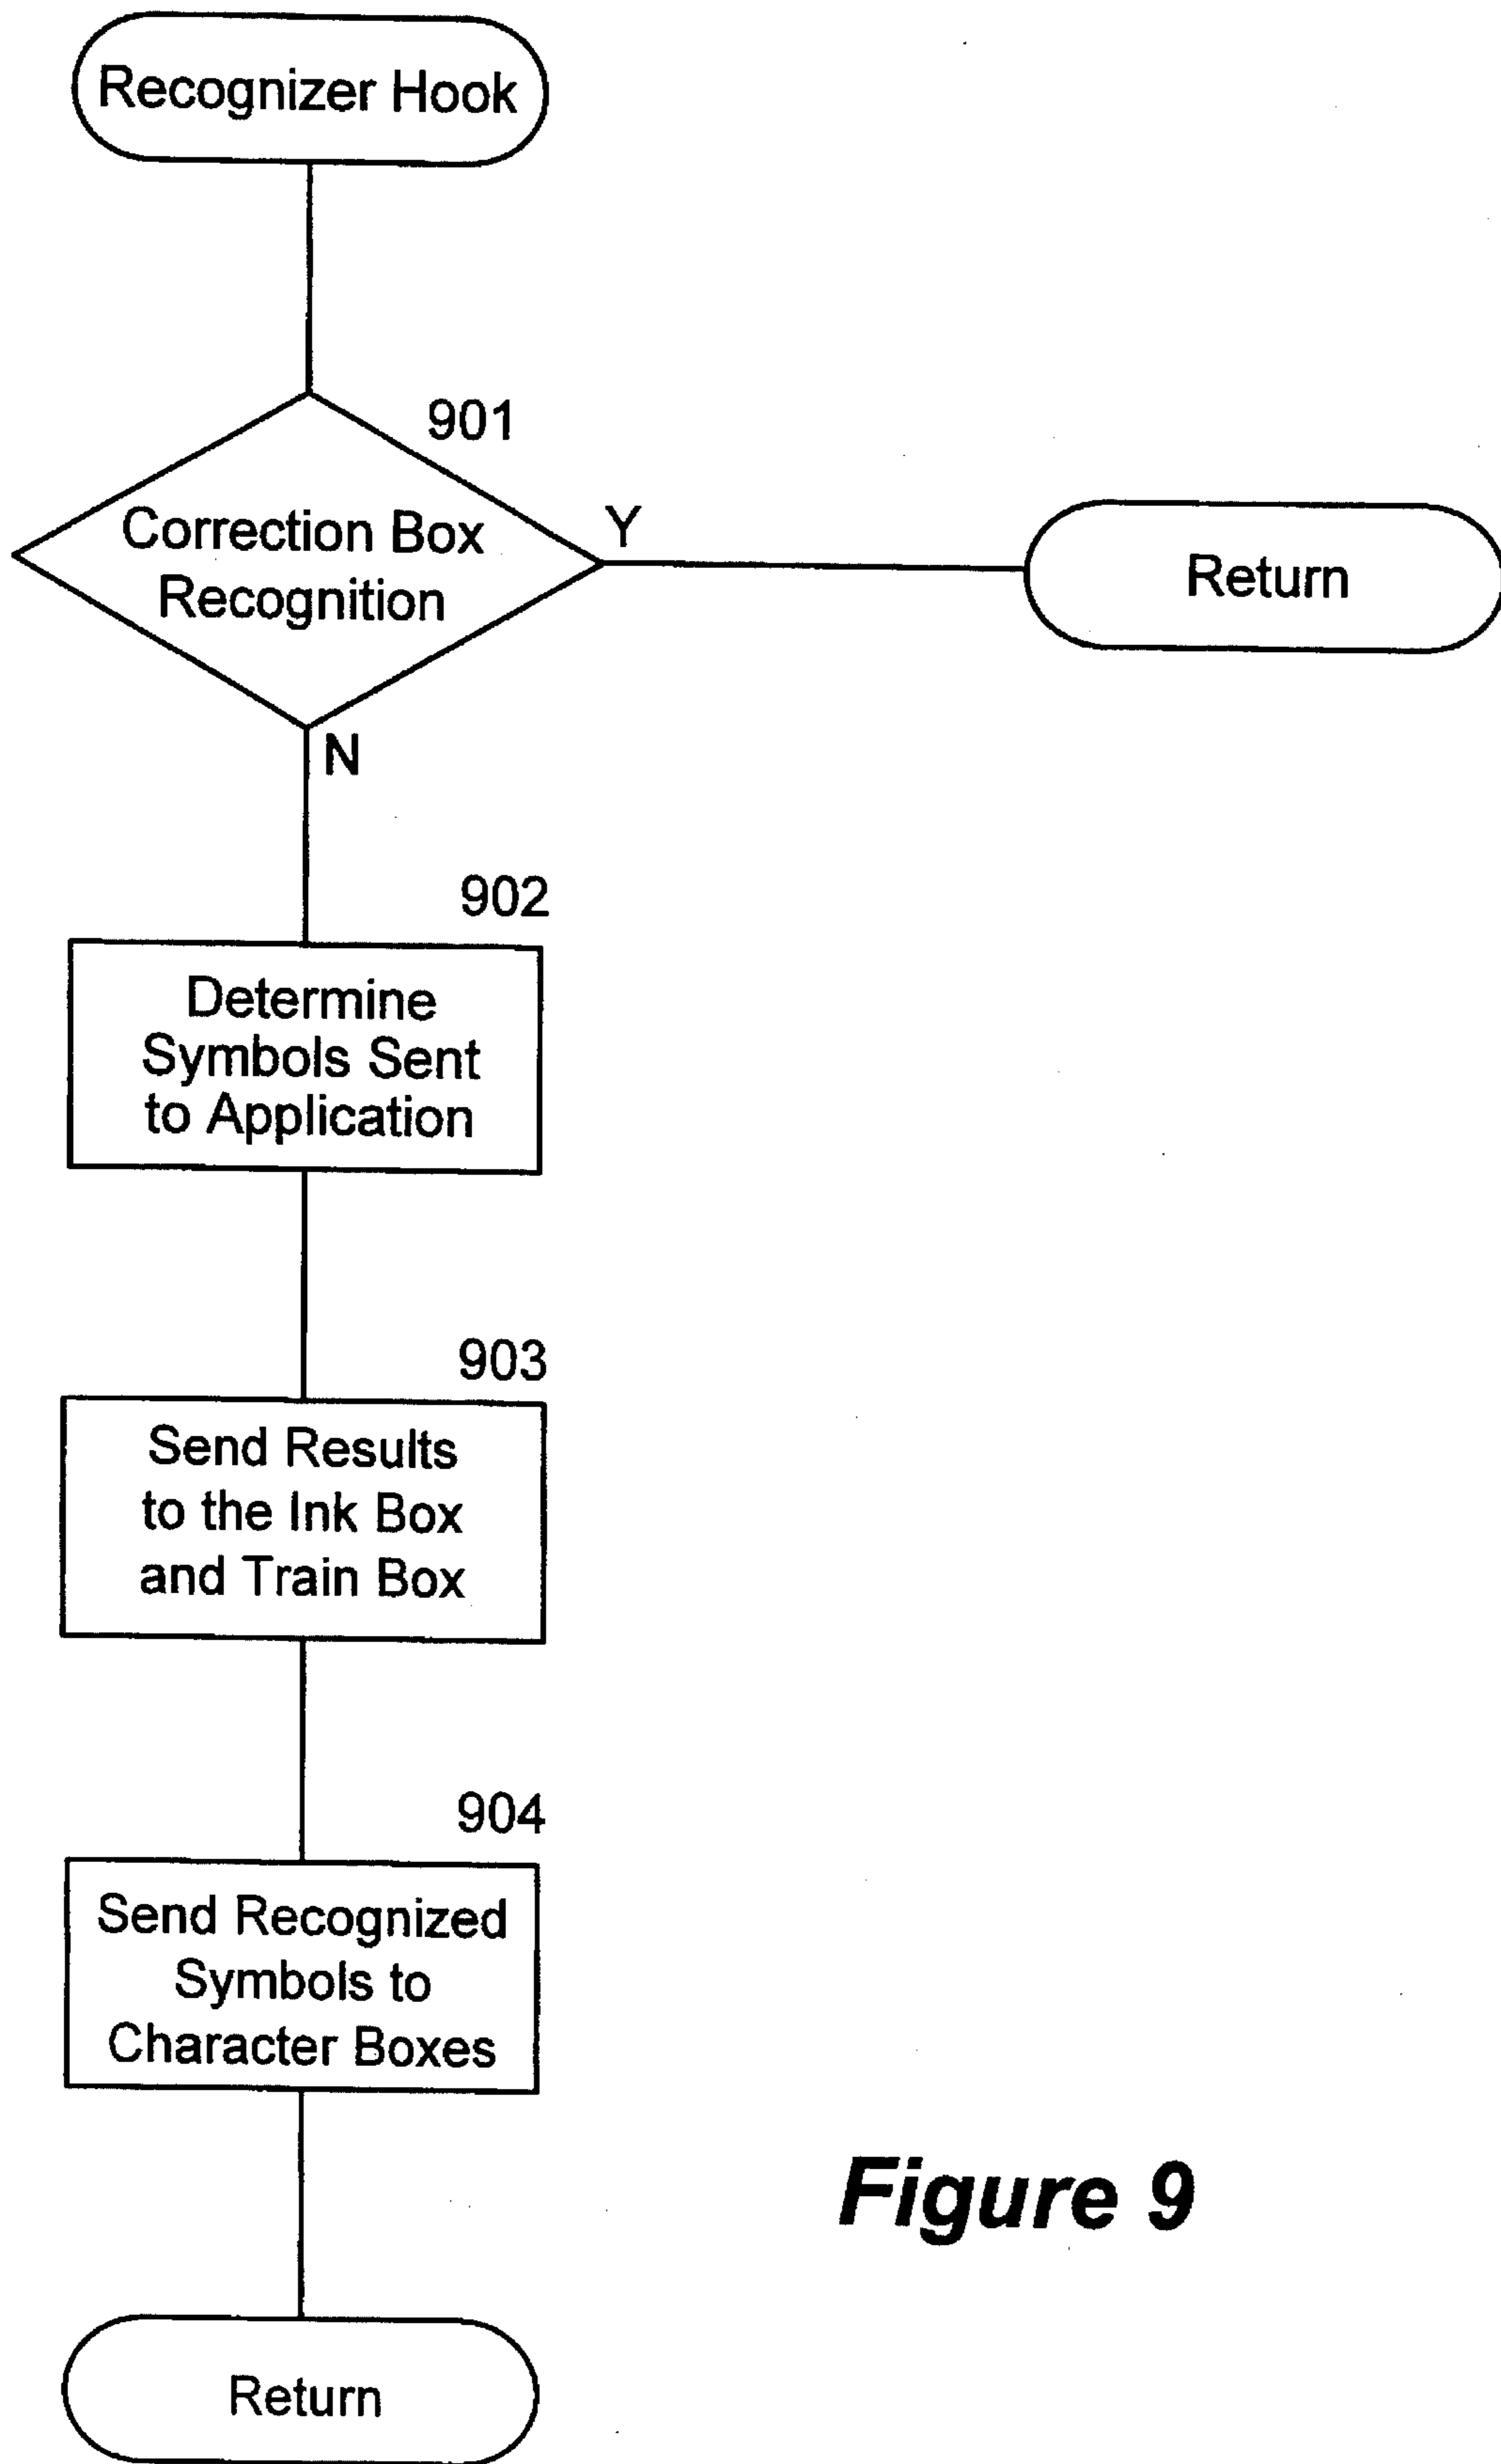 Recognizer Hook
901
Correction Box
Recognition
Y
Return
N
902
Determine
Symbols Sent
to Application
903
Send Results
to the Ink Box
and Train Box
904
Send Recognized
Symbols to
Character Boxes
Return
Figure 9